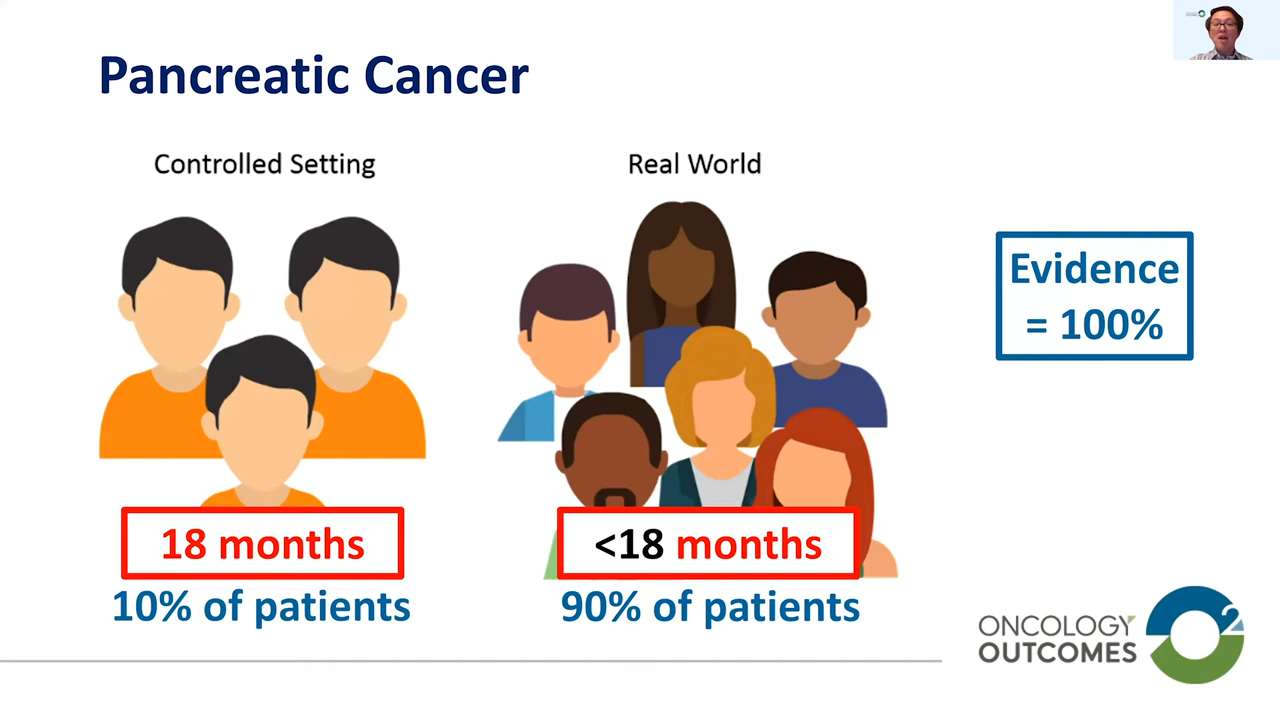 Pancreatic Cancer
Controlled Setting
Real World
Evidence
= 100%
18 months
<18 months
10% of patients
90% of patients
ONCOLOGY
OUTCOMES
2